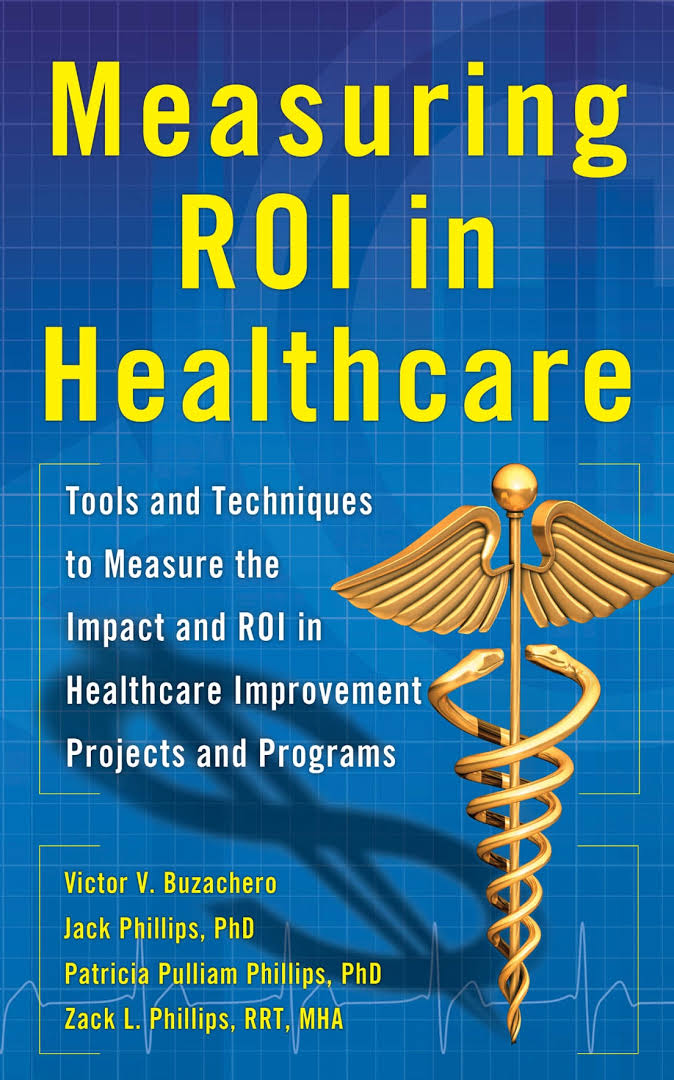 Measuring
ROI in
Healthcare
Tools and Techniques
to Measure the
Impact and ROI in
Healthcare Improvement
Projects and Programs
Victor V. Buzachero
Jack Phillips, PhD
Patricia Pulliam Phillips, PhD
Zack L. Phillips, RRT, MHA